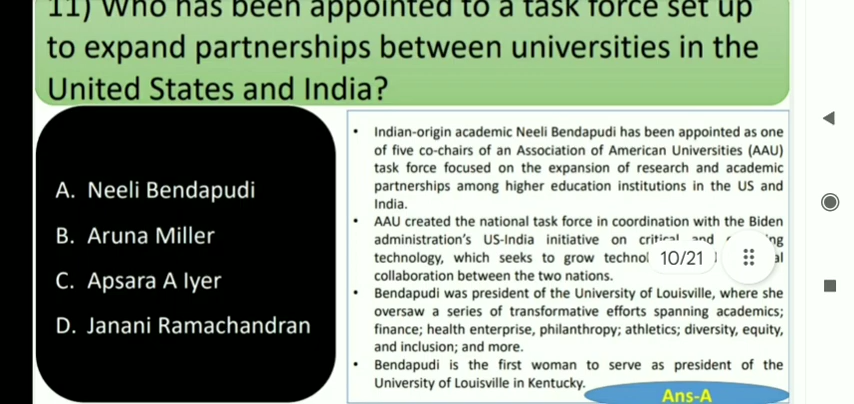 11) Who has been appointed to a task force set up
to expand partnerships between universities in the
United States and India?
A. Neeli Bendapudi
B. Aruna Miller
C. Apsara A Iyer
D. Janani Ramachandran
• Indian-origin academic Neeli Bendapudi has been appointed as one
of five co-chairs of an Association of American Universities (AAU)
task force focused on the expansion of research and academic
partnerships among higher education institutions in the US and
India.
• AAU created the national task force in coordination with the Biden
administration's US-India initiative on critical and
technology, which seeks to grow
collaboration between the two nations.
• Bendapudi was president of the University of Louisville, where she
oversaw a series of transformative efforts spanning academics;
finance; health enterprise, philanthropy; athletics; diversity, equity,
and inclusion; and more.
• Bendapudi is the first woman to serve as president of the
University of Louisville in Kentucky.
10/21
Ans-A